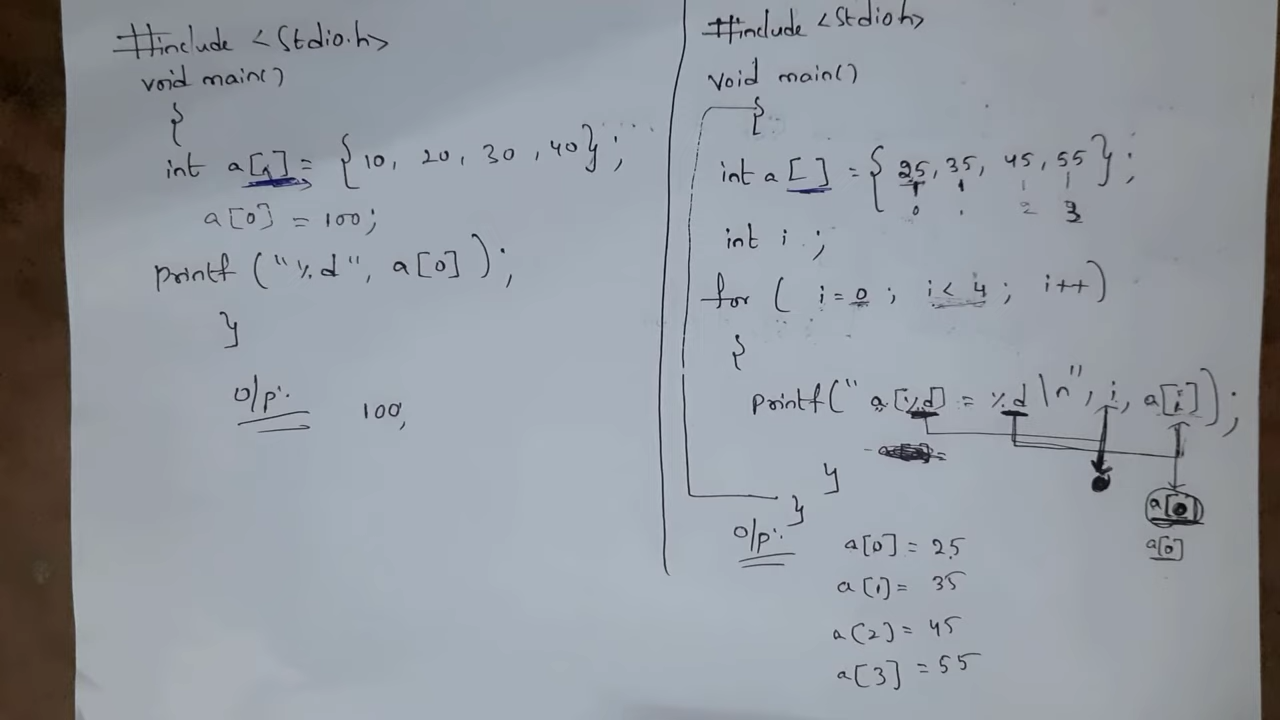 #include <stdio.h>
void main()
{
int a[4] = {10, 20, 30, 40};
a[0] = 100;
printf ("%d", a[0]);
}
o/p:
100,
#include <stdio.h>
void main()
{
int a [ ] = {25, 35, 45, 55};
0 1 2 3
int i ;
for ( i=0 ; i< 4 ; i++)
{
printf(" a[%d] = %d \n", i, a[i]);
}
}
a[0]
a[0]
o/p:
a[0] = 25
a[1] = 35
a[2] = 45
a[3] = 55